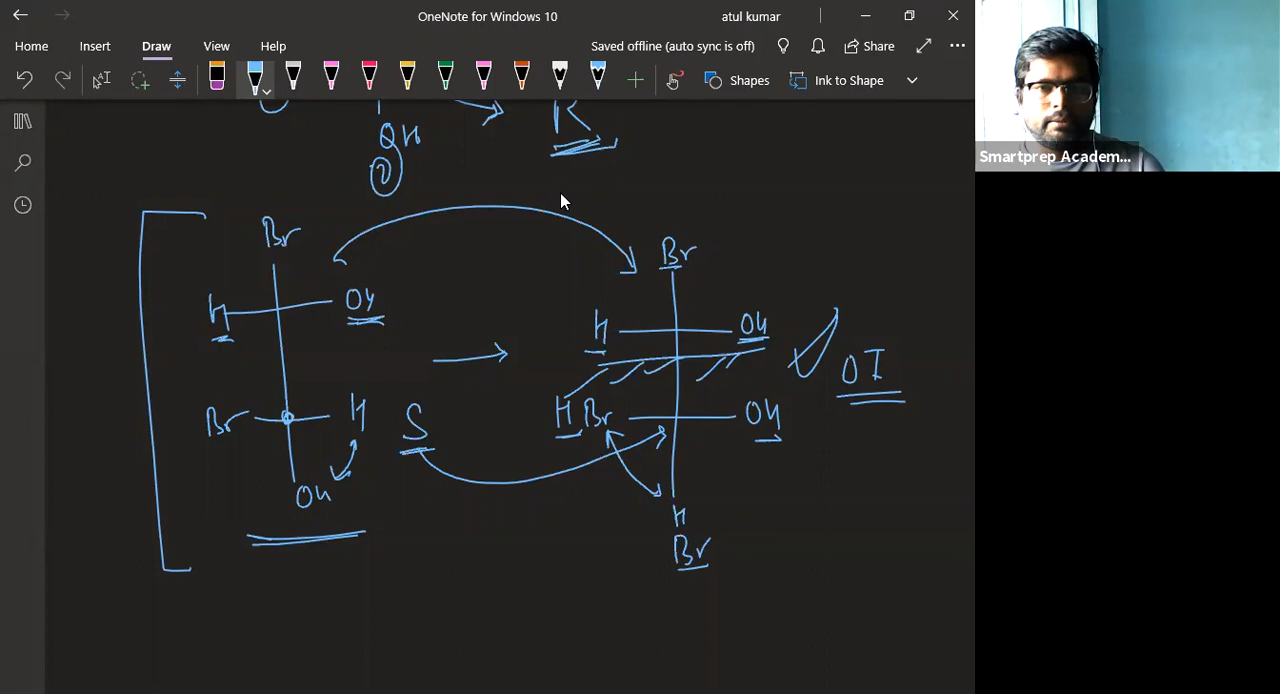 OneNote for Windows 10
atul kumar
Home Insert Draw View Help
Saved offline (auto sync is off)
Share
Shapes
Ink to Shape
Smartprep Academ...
OH
R
Br
H OH
Br H
OH
S
Br
H OH
H Br OH
H
Br
OI